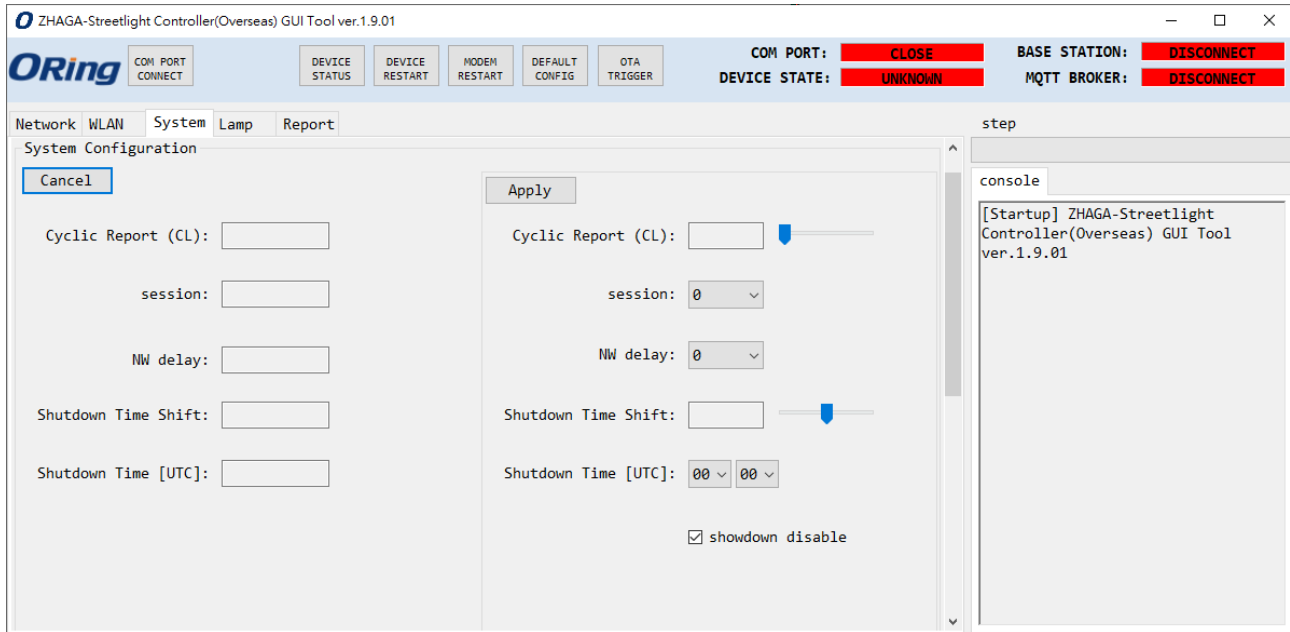 ZHAGA-Streetlight Controller(Overseas) GUI Tool ver.1.9.01
ORing
COM PORT
CONNECT
DEVICE
STATUS
DEVICE
RESTART
MODEM
RESTART
DEFAULT
CONFIG
OTA
TRIGGER
COM PORT: CLOSE
DEVICE STATE: UNKNOWN
BASE STATION: DISCONNECT
MQTT BROKER: DISCONNECT
Network WLAN System Lamp Report
System Configuration
Cancel
Cyclic Report (CL):
session:
NW delay:
Shutdown Time Shift:
Shutdown Time [UTC]:
Apply
Cyclic Report (CL):
session: 0
NW delay: 0
Shutdown Time Shift:
Shutdown Time [UTC]: 00 00
showdown disable
step
console
[Startup] ZHAGA-Streetlight
Controller(Overseas) GUI Tool
ver.1.9.01